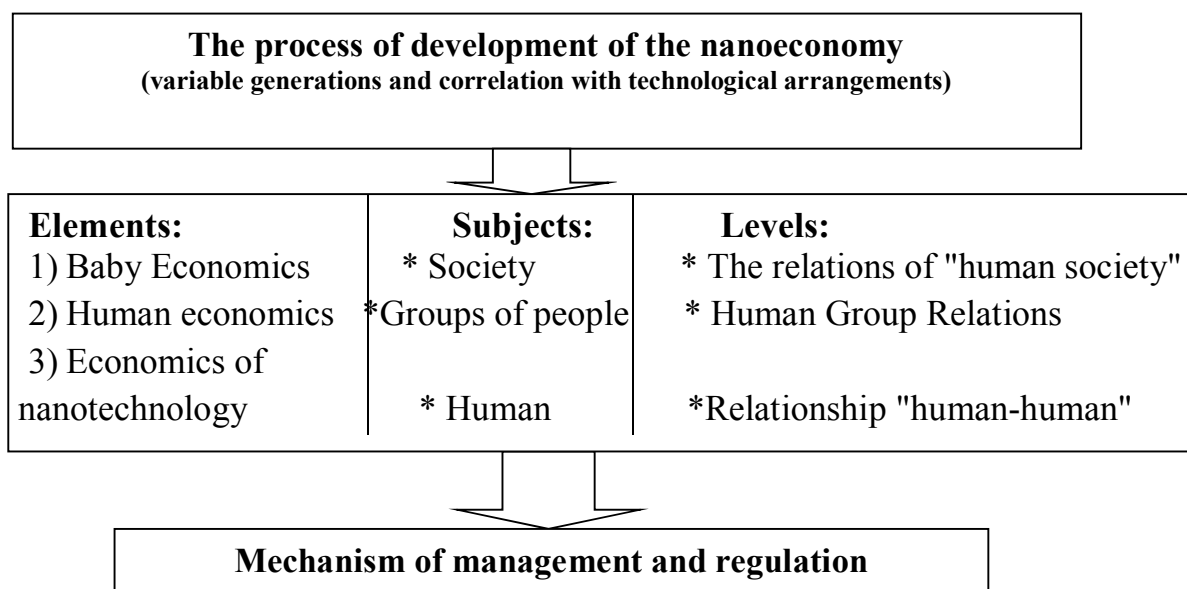 The process of development of the nanoeconomy
(variable generations and correlation with technological arrangements)
Elements:
1) Baby Economics
2) Human economics
3) Economics of
nanotechology
Subjects:
* Society
*Groups of people
* Human
Levels:
* The relations of "human society"
* Human Group Relations
*Relationship "human-human"
Mechanism of management and regulation